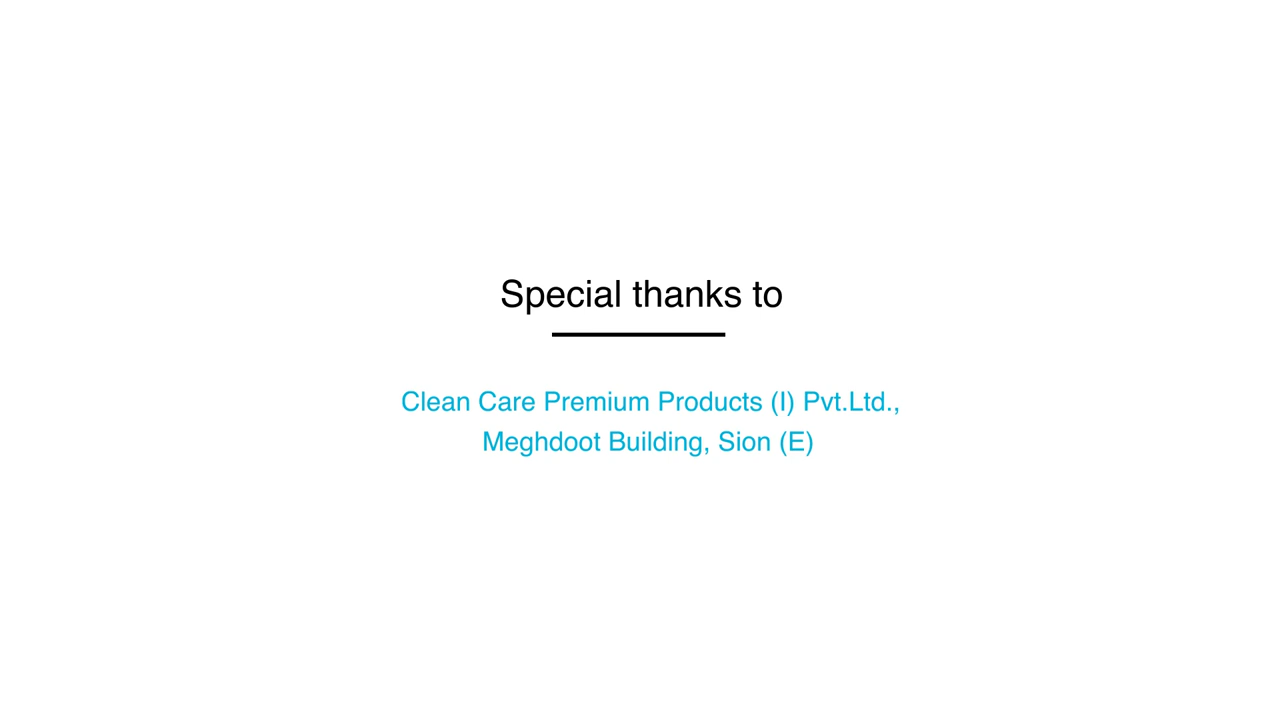 Special thanks to
Clean Care Premium Products (I) Pvt.Ltd.,
Meghdoot Building, Sion (E)